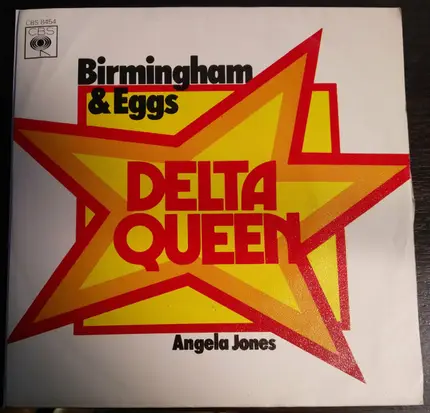 CBS 8454
CBS
Birmingham
& Eggs
DELTA
QUEEN
Angela Jones